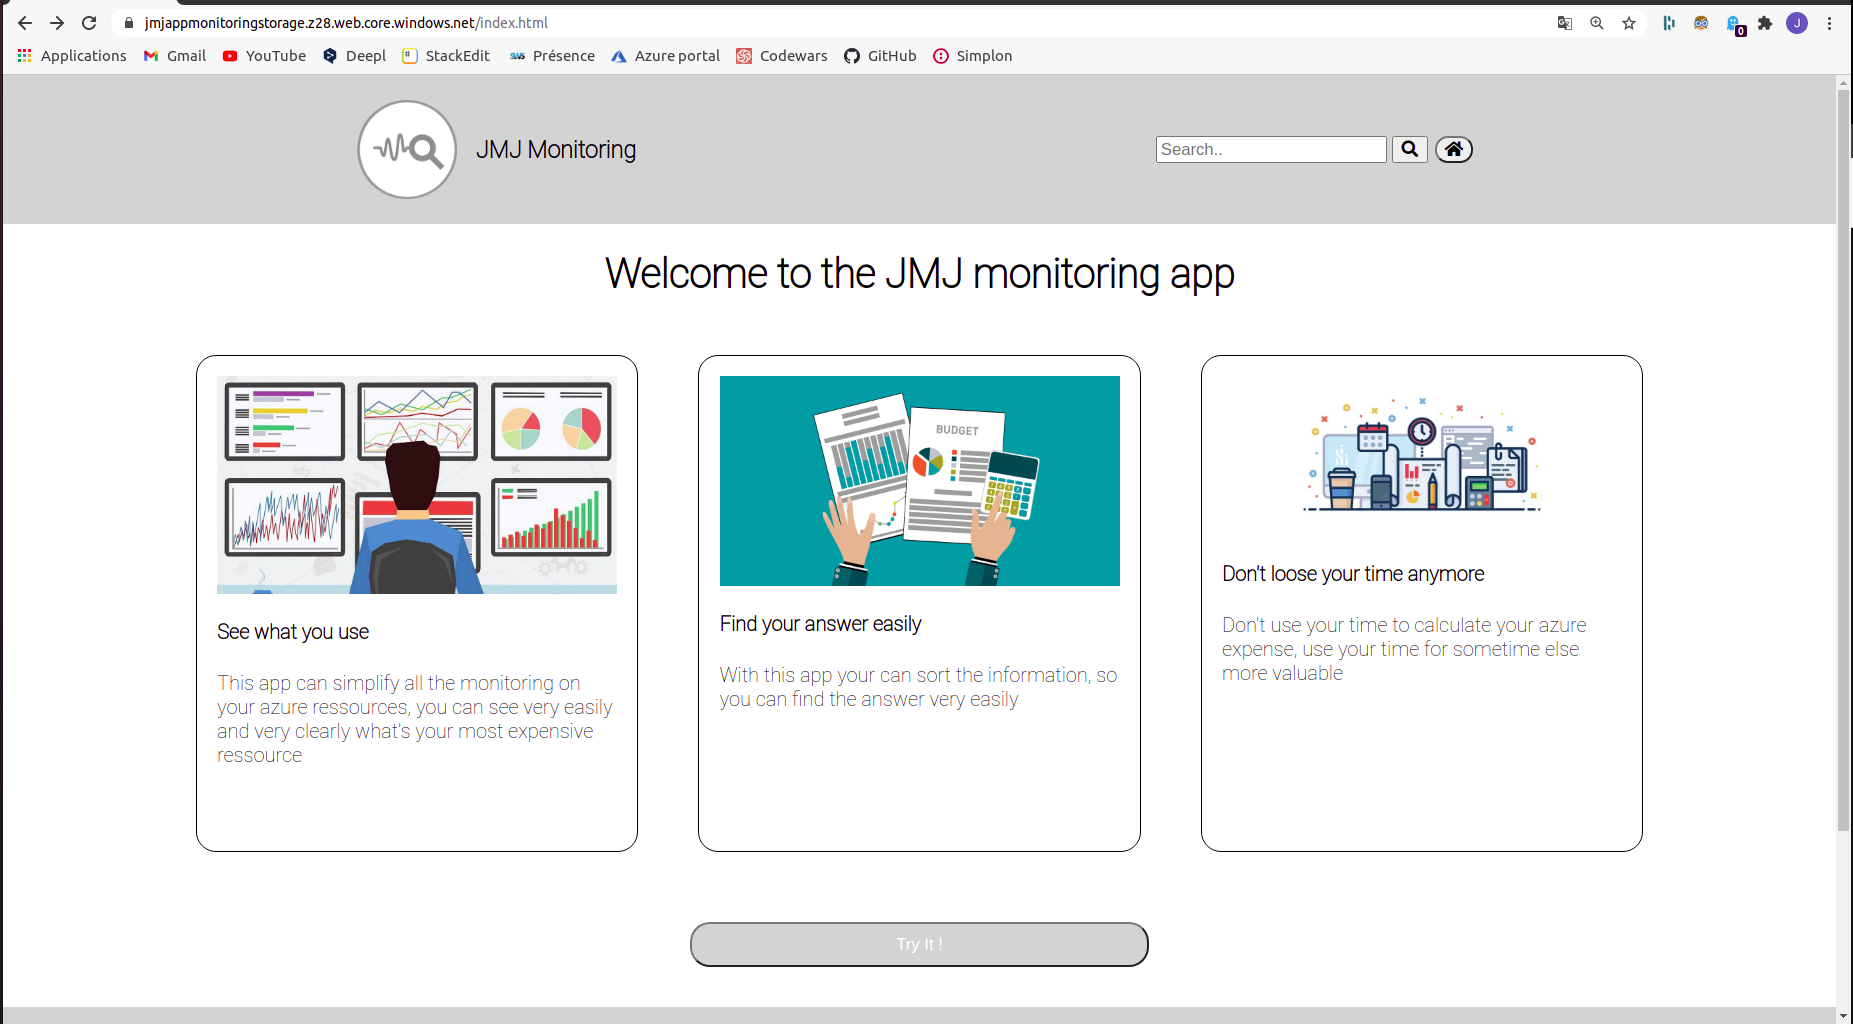 jmjappmonitoringstorage.z28.web.core.windows.net/index.html
J
0
Applications Gmail YouTube Deepl StackEdit Présence Azure portal Codewars GitHub Simplon
JMJ Monitoring
Search..
Welcome to the JMJ monitoring app
info
BUDGET
See what you use
This app can simplify all the monitoring on
your azure ressources, you can see very easily
and very clearly what's your most expensive
ressource
Find your answer easily
With this app your can sort the information, so
you can find the answer very easily
Don't loose your time anymore
Don't use your time to calculate your azure
expense, use your time for sometime else
more valuable
Try It !